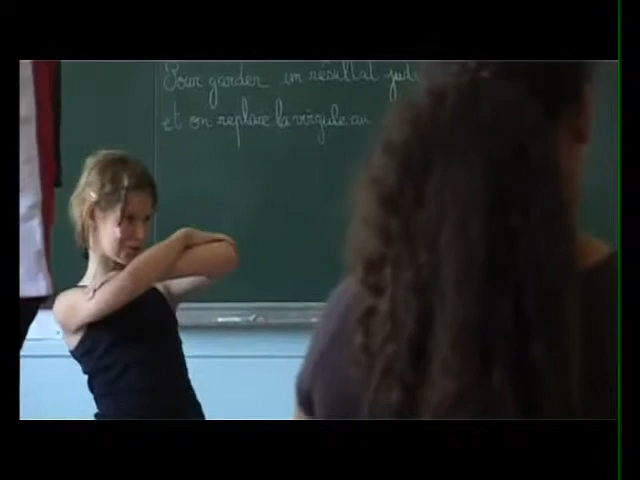 Pour garder un résultat
et on replace la virgule au